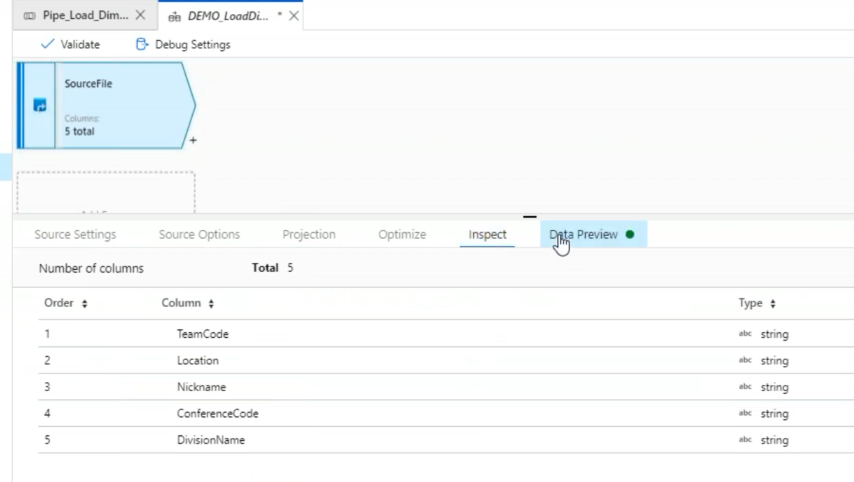 Pipe_Load_Dim...
DEMO_LoadDi... *
Validate
Debug Settings
SourceFile
Columns:
5 total
+
Source Settings
Source Options
Projection
Optimize
Inspect
Data Preview
Number of columns
Total 5
Order
Column
Type
1 TeamCode abc string
2 Location abc string
3 Nickname abc string
4 ConferenceCode abc string
5 DivisionName abc string